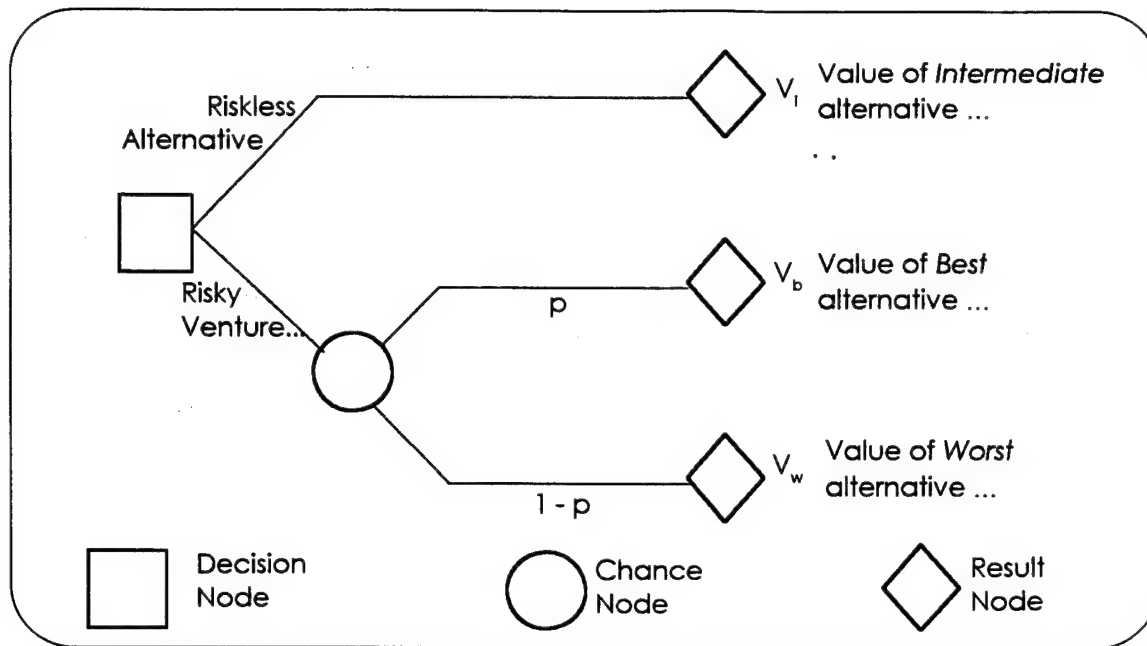 Riskless
Alternative
V_I Value of Intermediate
alternative ...
Risky
Venture...
p
V_b Value of Best
alternative ...
1 - p
V_w Value of Worst
alternative ...
Decision
Node
Chance
Node
Result
Node